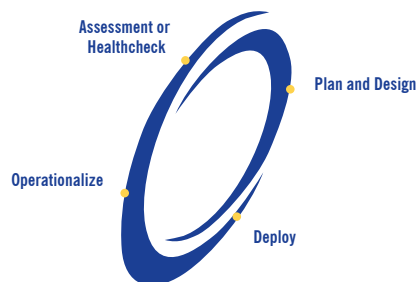 Assessment or
Healthcheck
Plan and Design
Operationalize
Deploy